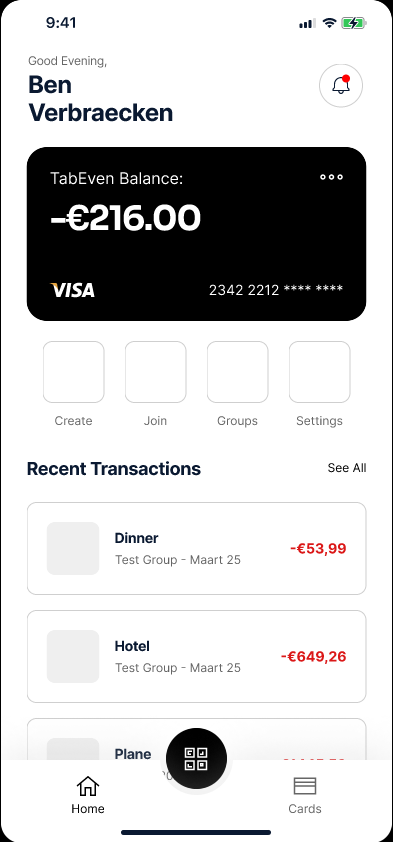 9:41
Good Evening,
Ben
Verbraecken
TabEven Balance:
-€216.00
VISA
2342 2212 **** ****
Create
Join
Groups
Settings
Recent Transactions
See All
Dinner
Test Group - Maart 25
-€53,99
Hotel
Test Group - Maart 25
-€649,26
Plane
Home
Cards